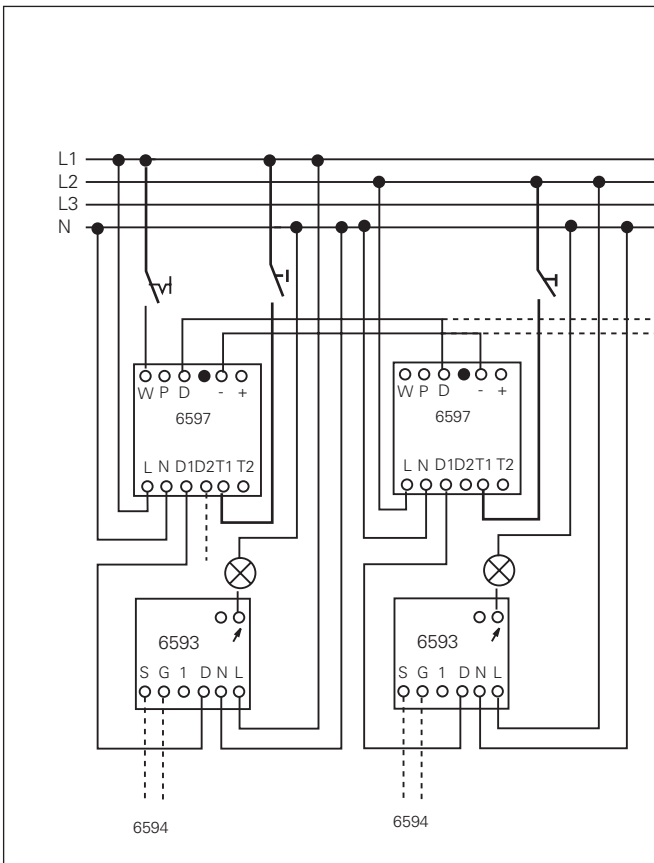 L1
L2
L3
N
W P D - +
6597
L N D1 D2 T1 T2
W P D - +
6597
L N D1 D2 T1 T2
6593
S G 1 D N L
6593
S G 1 D N L
6594
6594